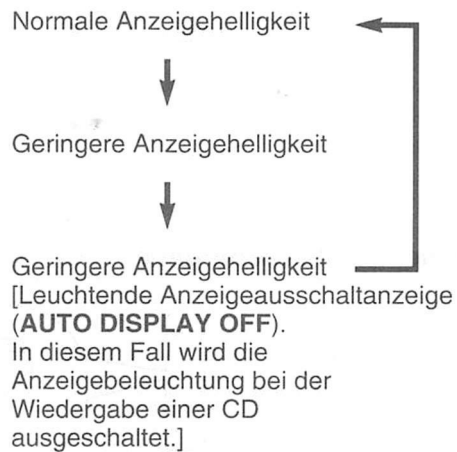 Normale Anzeigehelligkeit
Geringere Anzeigehelligkeit
Geringere Anzeigehelligkeit
[Leuchtende Anzeigeausschaltanzeige
(AUTO DISPLAY OFF).
In diesem Fall wird die
Anzeigebeleuchtung bei der
Wiedergabe einer CD
ausgeschaltet.]